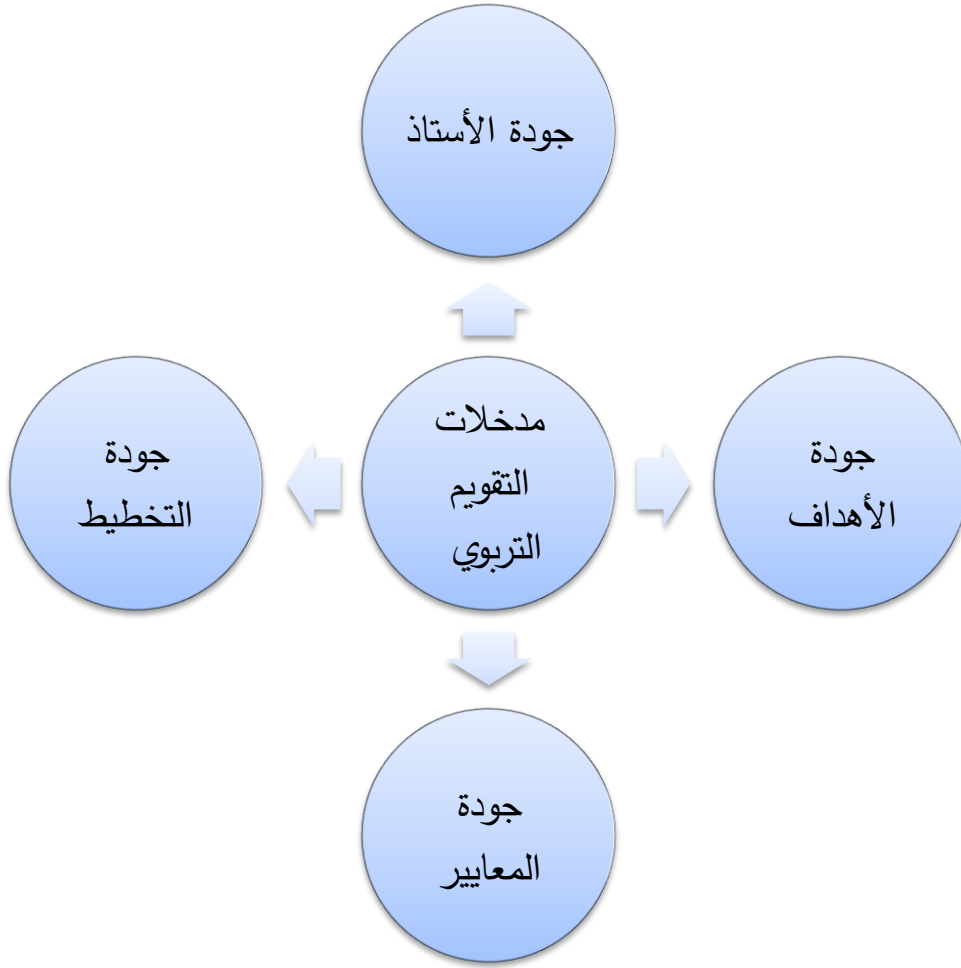 جودة الأستاذ
جودة
الأهداف
مدخلات
التقويم
التربوي
جودة
التخطيط
جودة
المعايير